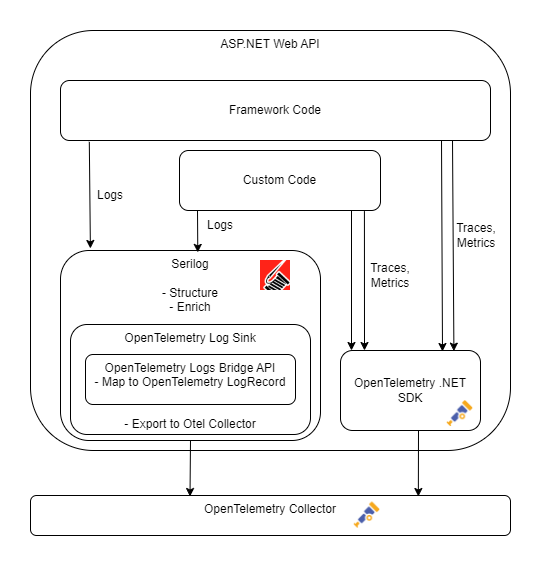 ASP.NET Web API
Framework Code
Custom Code
Logs
Logs
Traces,
Metrics
Traces,
Metrics
Serilog
- Structure
- Enrich
OpenTelemetry Log Sink
OpenTelemetry Logs Bridge API
- Map to OpenTelemetry LogRecord
- Export to Otel Collector
OpenTelemetry .NET
SDK
OpenTelemetry Collector